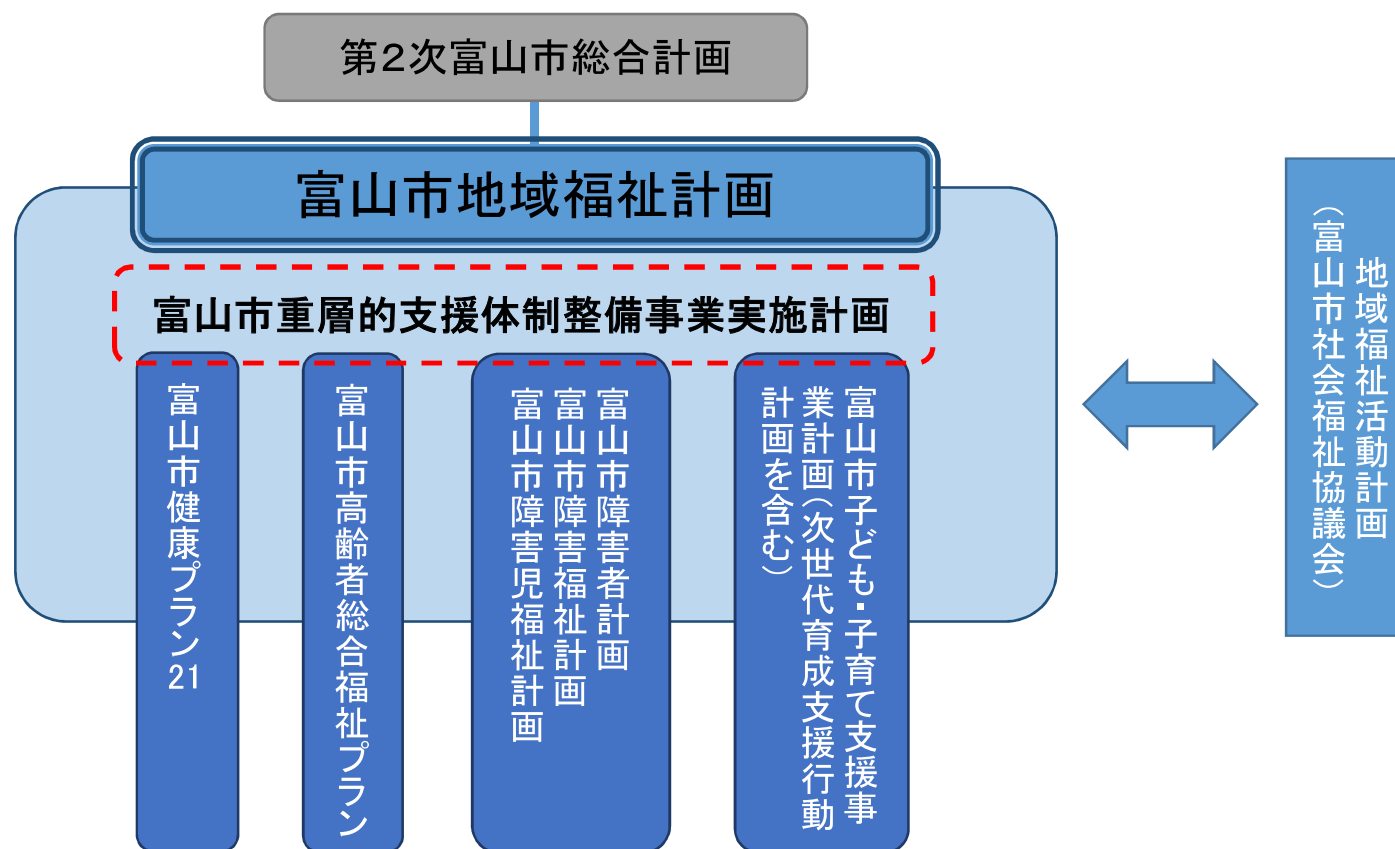 第2次富山市総合計画
富山市地域福祉計画
富山市重層的支援体制整備事業実施計画
富山市健康プラン21
富山市高齢者総合福祉プラン
富山市障害者計画
富山市障害福祉計画
富山市障害児福祉計画
富山市子ども・子育て支援事
業計画(次世代育成支援行動
計画を含む)
地域福祉活動計画
(富山市社会福祉協議会)